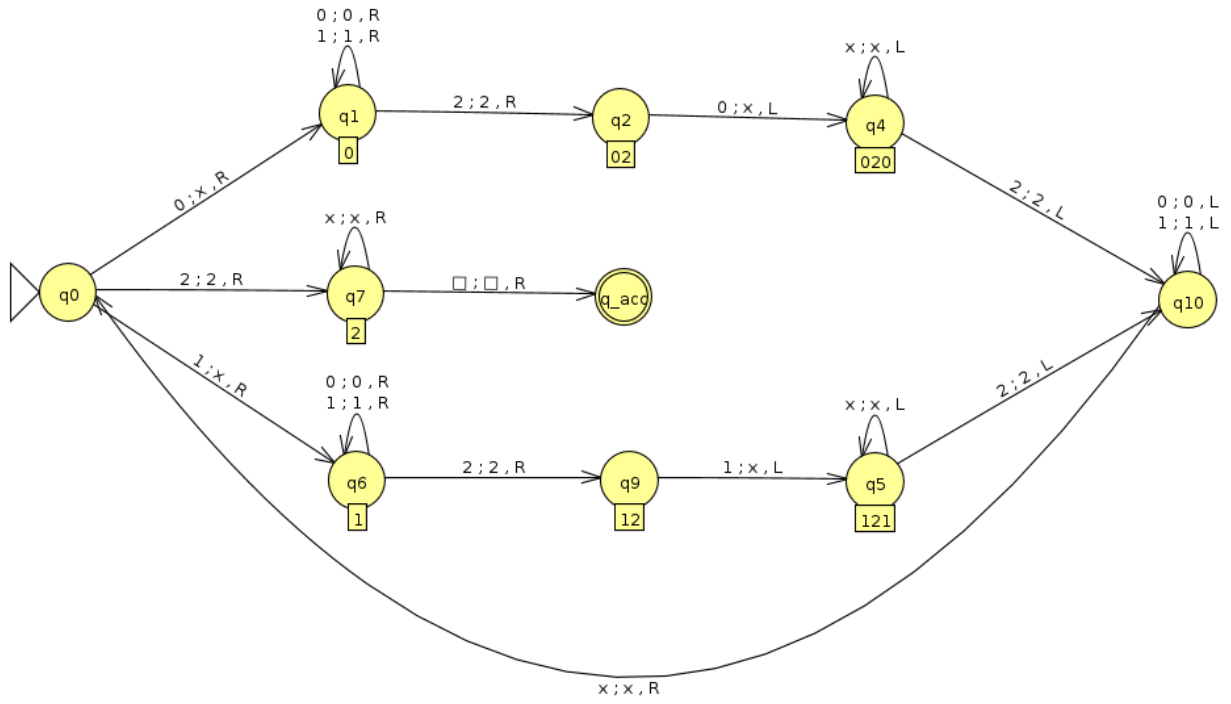 0 ; 0 , R
1 ; 1 , R
x ; x , L
q1
2 ; 2 , R
q2
0 ; x , L
q4
0
02
020
0 ; x , R
2 ; 2 , L
0 ; 0 , L
1 ; 1 , L
x ; x , R
q0
2 ; 2 , R
q7
□ ; □ , R
q_acc
q10
2
1 ; x , R
0 ; 0 , R
1 ; 1 , R
2 ; 2 , L
x ; x , L
q6
2 ; 2 , R
q9
1 ; x , L
q5
1
12
121
x ; x , R